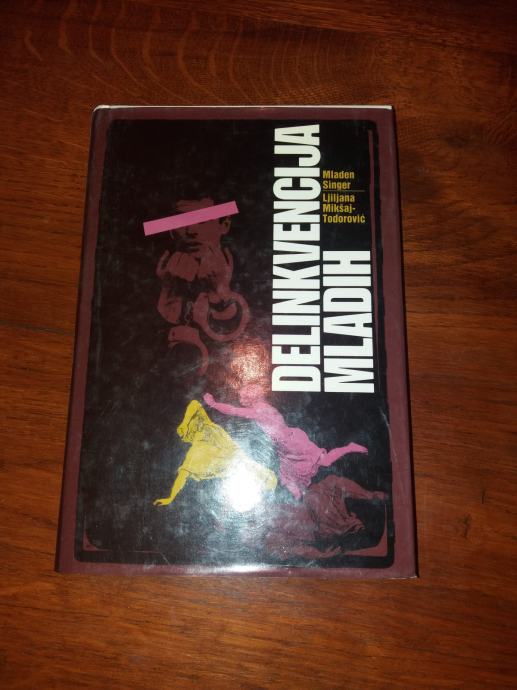 Mladen
Singer
Ljiljana
Mikšaj-
Todorović
DELINKVENCIJA
MLADIH